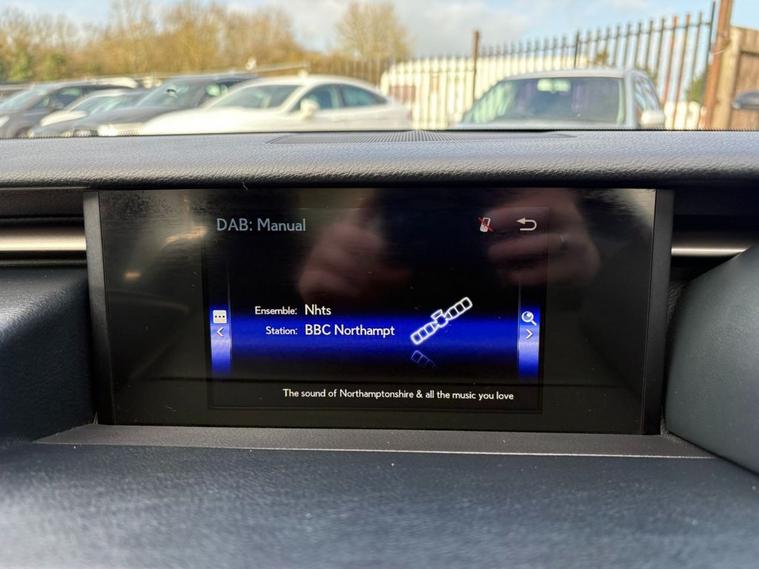 DAB: Manual
Ensemble: Nhts
Station: BBC Northampt
The sound of Northamptonshire & all the music you love